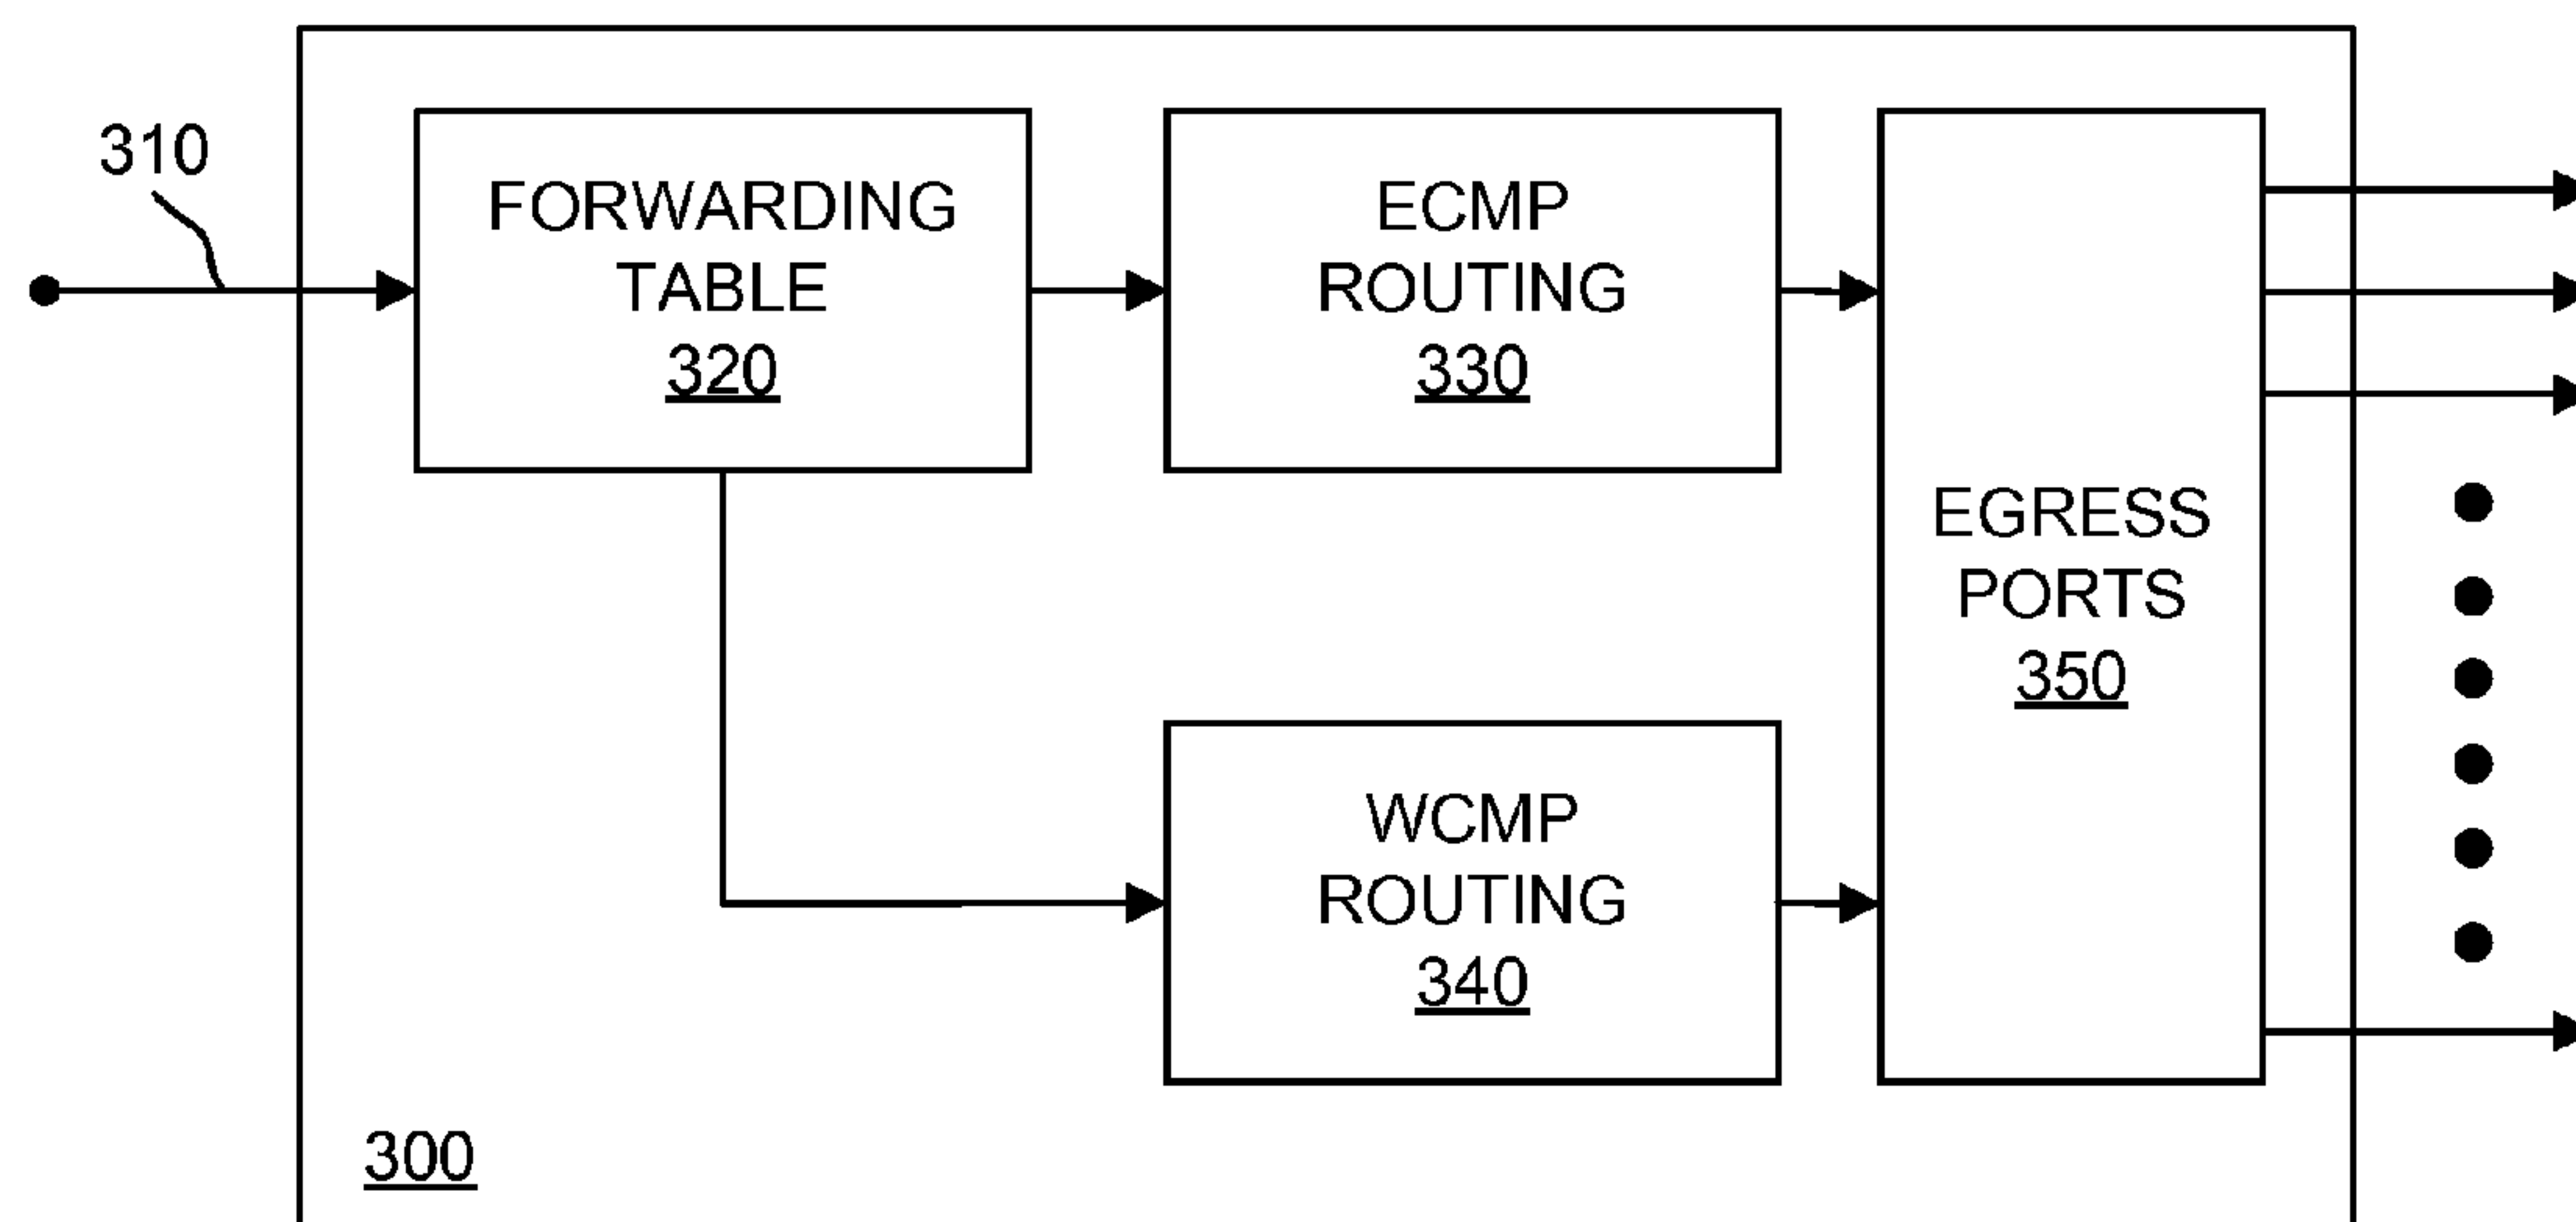 310
FORWARDING
TABLE
320
ECMP
ROUTING
330
EGRESS
PORTS
350
WCMP
ROUTING
340
300